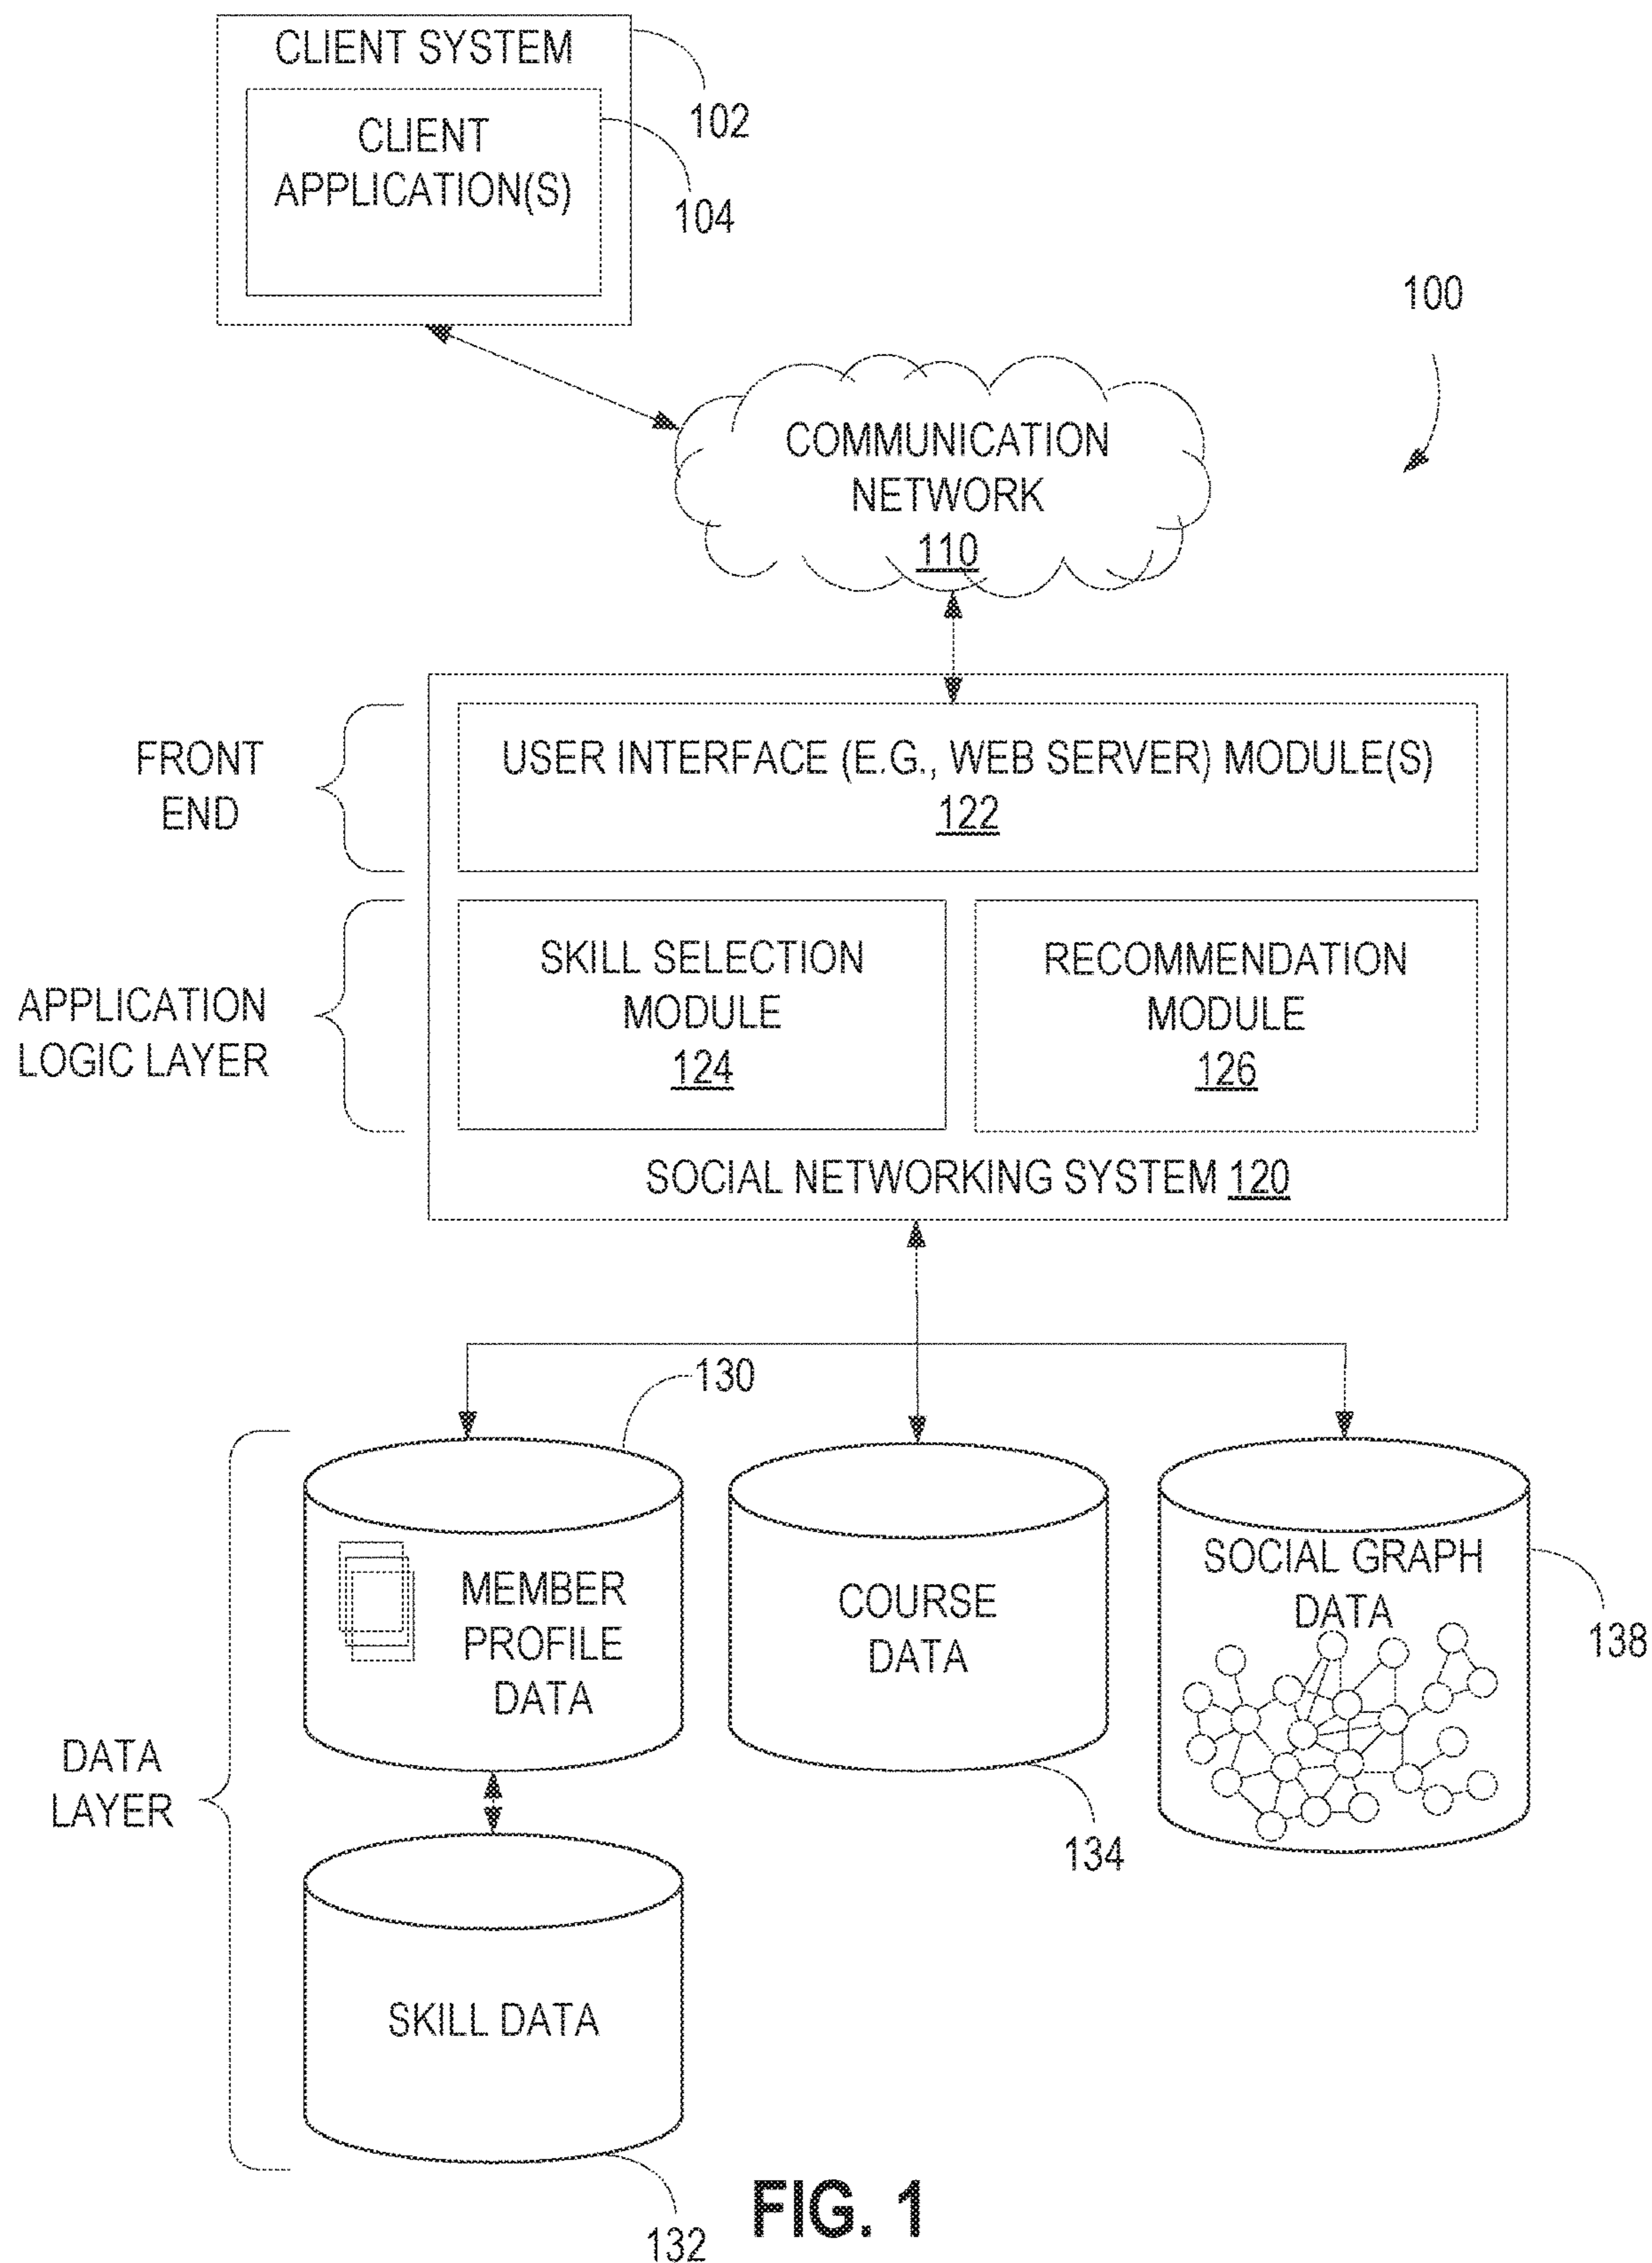 CLIENT SYSTEM
102
CLIENT
APPLICATION(S)
104
100
COMMUNICATION
NETWORK
110
FRONT
END
USER INTERFACE (E.G., WEB SERVER) MODULE(S)
122
APPLICATION
LOGIC LAYER
SKILL SELECTION
MODULE
124
RECOMMENDATION
MODULE
126
SOCIAL NETWORKING SYSTEM 120
130
MEMBER
PROFILE
DATA
COURSE
DATA
SOCIAL GRAPH
DATA
138
DATA
LAYER
134
SKILL DATA
132
FIG. 1